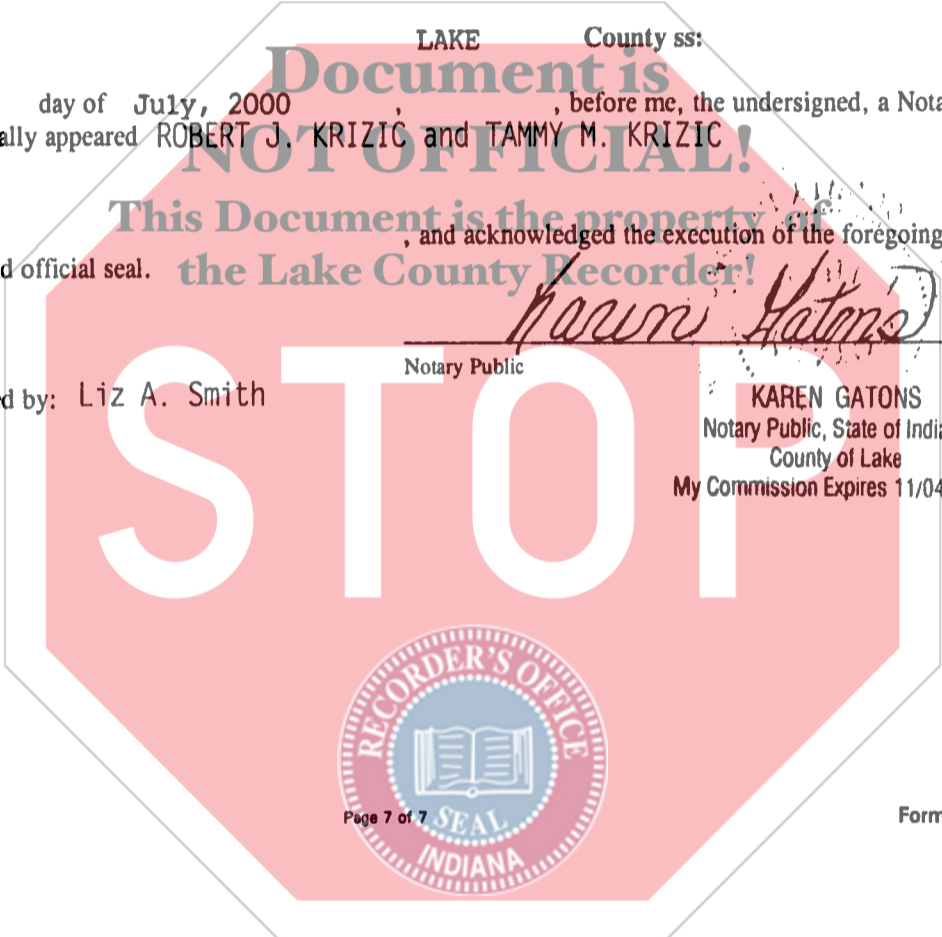 LAKE County ss:
Document is
day of July, 2000 , , before me, the undersigned, a Nota
ally appeared ROBERT J. KRIZIC and TAMMY M. KRIZIC
NOT OFFICIAL!
This Document is the property of
, and acknowledged the execution of the foregoing
d official seal.
the Lake County Recorder!
Karen Gatons
Notary Public
d by: Liz A. Smith
KAREN GATONS
Notary Public, State of India
County of Lake
My Commission Expires 11/04
STOP
RECORDER'S OFFICE
SEAL
INDIANA
Page 7 of 7
Form